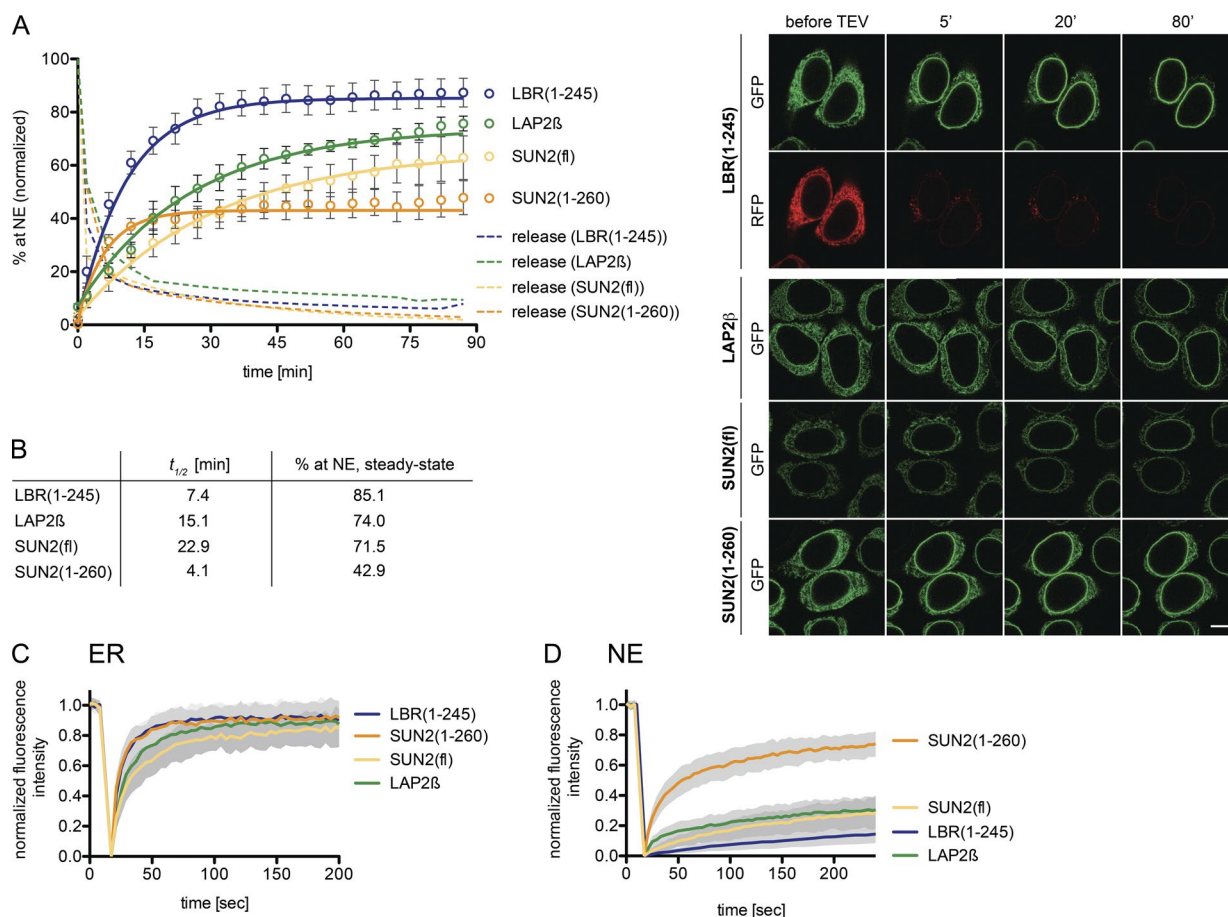 A
% at NE (normalized)
100
80
60
40
20
0
0 15 30 45 60 75 90
time [min]
LBR(1-245)
LAP2ß
SUN2(fl)
SUN2(1-260)
release (LBR(1-245))
release (LAP2ß)
release (SUN2(fl))
release (SUN2(1-260))
before TEV 5’ 20’ 80’
LBR(1-245)
GFP
RFP
LAP2β
GFP
SUN2(fl)
GFP
SUN2(1-260)
GFP
B
t1/2 [min] % at NE, steady-state
LBR(1-245) 7.4 85.1
LAP2ß 15.1 74.0
SUN2(fl) 22.9 71.5
SUN2(1-260) 4.1 42.9
C ER
normalized fluorescence
intensity
1.0
0.8
0.6
0.4
0.2
0.0
0 50 100 150 200
time [sec]
LBR(1-245)
SUN2(1-260)
SUN2(fl)
LAP2ß
D NE
normalized fluorescence
intensity
1.0
0.8
0.6
0.4
0.2
0.0
0 50 100 150 200
time [sec]
SUN2(1-260)
SUN2(fl)
LBR(1-245)
LAP2ß